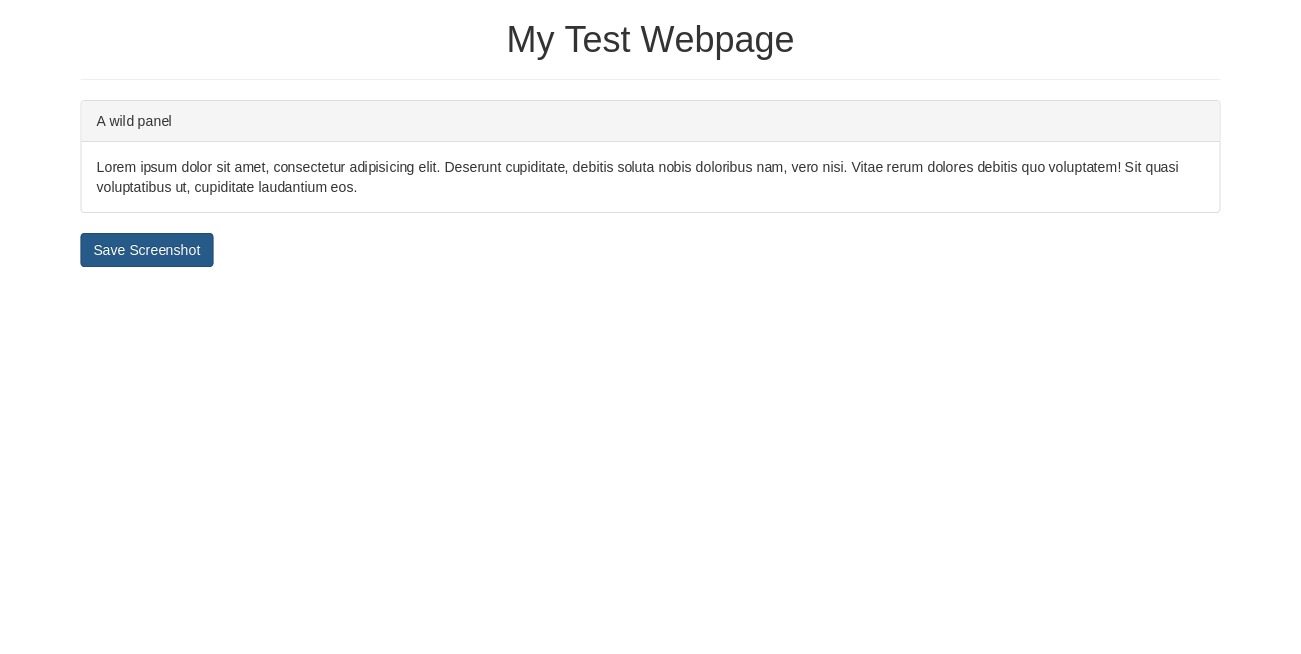 My Test Webpage
A wild panel
Lorem ipsum dolor sit amet, consectetur adipisicing elit. Deserunt cupiditate, debitis soluta nobis doloribus nam, vero nisi. Vitae rerum dolores debitis quo voluptatem! Sit quasi
voluptatibus ut, cupiditate laudantium eos.
Save Screenshot